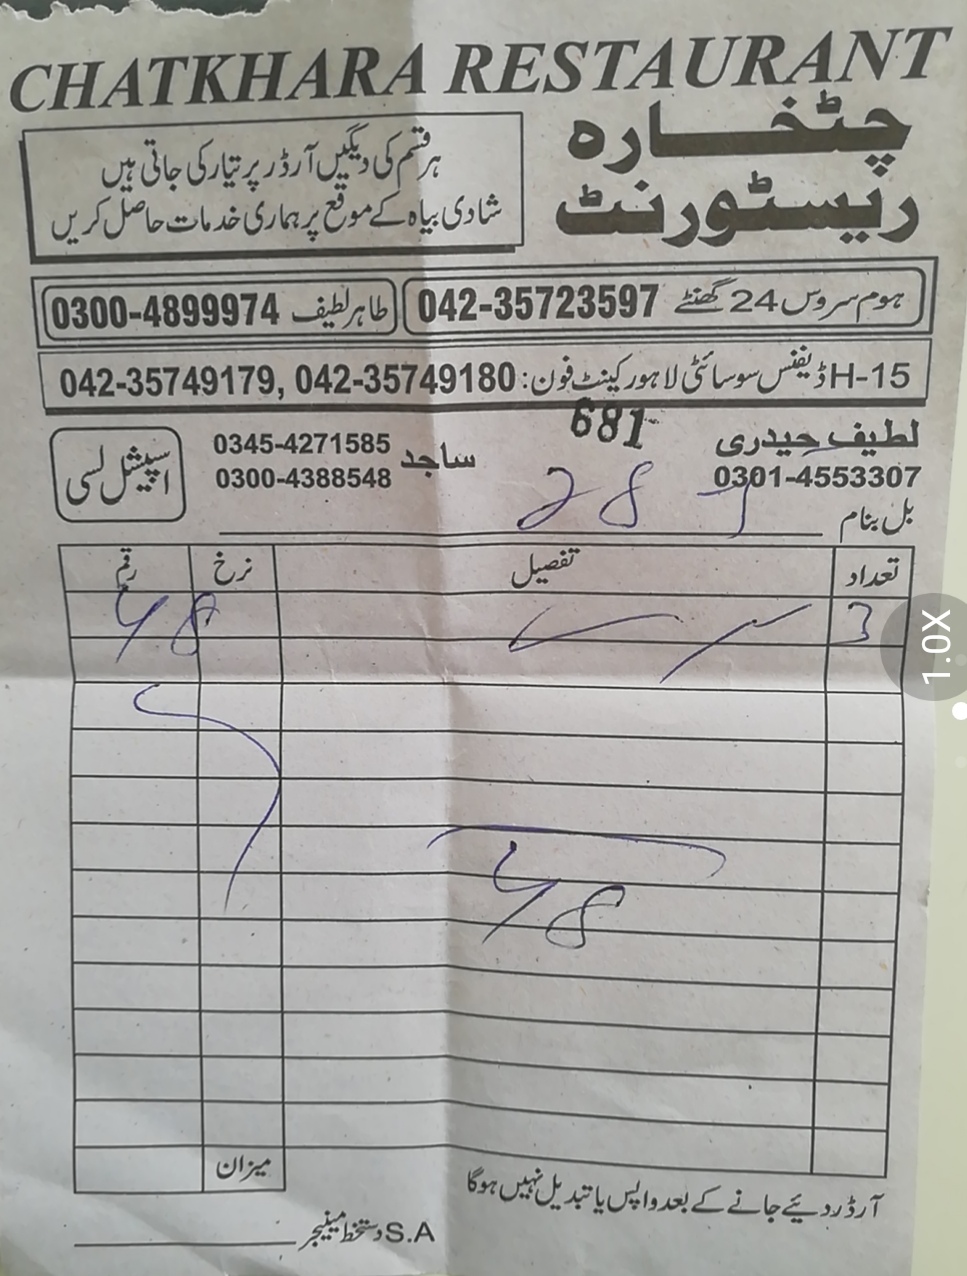 CHATKHARA RESTAURANT
چٹخارہ
ریسٹورنٹ
ہر قسم کی دیگیں آرڈر پر تیار کی جاتی ہیں
شادی بیاہ کے موقع پر ہماری خدمات حاصل کریں
ہوم سروس 24 گھنٹے 042-35723597
طاہر لطیف 0300-4899974
H-15 ڈیفنس سوسائٹی لاہور کینٹ فون: 042-35749180, 042-35749179
681
لطیف حیدری
0301-4553307
ساجد 0345-4271585
0300-4388548
اسپیشل لسی
بل بنام
28
تعداد تفصیل نرخ رقم
3 48
48
میزان
آرڈر دیئے جانے کے بعد واپس یا تبدیل نہیں ہوگا
S.A دستخط مینیجر
1.0X